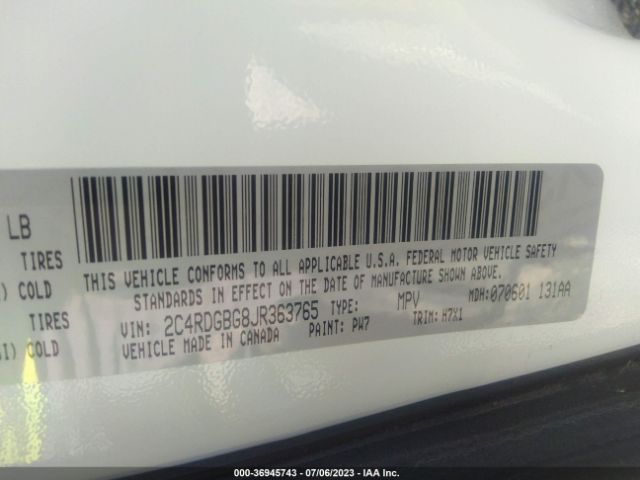 LB
TIRES
) COLD
TIRES
SI) COLD
THIS VEHICLE CONFORMS TO ALL APPLICABLE U.S.A. FEDERAL MOTOR VEHICLE SAFETY
STANDARDS IN EFFECT ON THE DATE OF MANUFACTURE SHOWN ABOVE.
VIN: 2C4RDGBG8JR363765 TYPE: MPV MDH: 070601 131AA
VEHICLE MADE IN CANADA PAINT: PW7 TRIM: H7X1
000-36945743 - 07/06/2023 - IAA Inc.